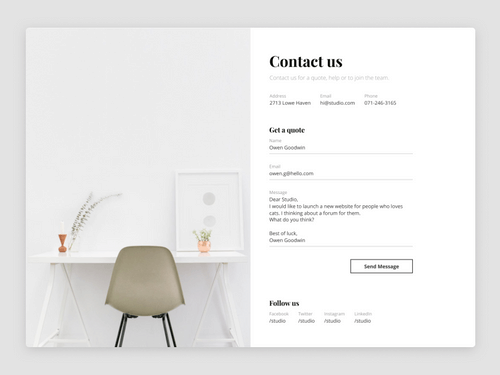 Contact us
Contact us for a quote, help or to join the team.
Address Email Phone
2713 Lowe Haven hi@studio.com 071-246-3165
Get a quote
Name
Owen Goodwin
Email
owen.g@hello.com
Message
Dear Studio,
I would like to launch a new website for people who loves
cats. I thinking about a forum for them.
What do you think?
Best of luck,
Owen Goodwin
Send Message
Follow us
Facebook Twitter Instagram LinkedIn
/studio /studio /studio /studio